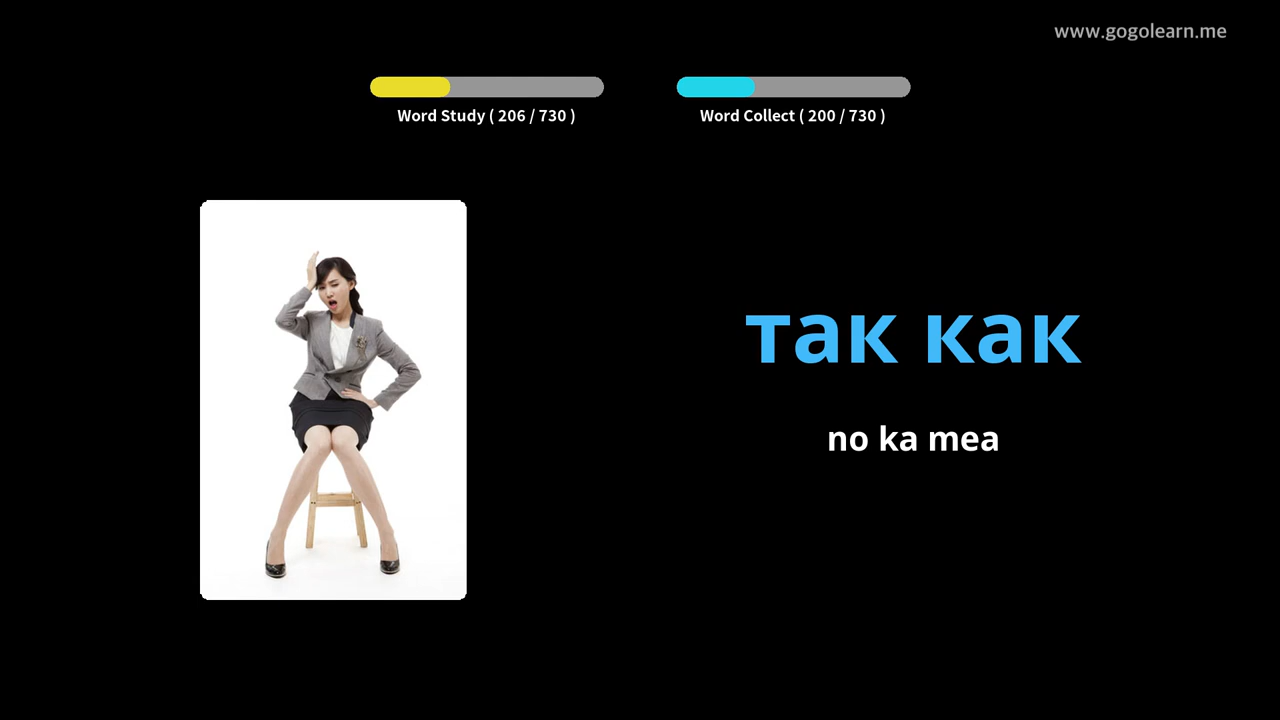 www.gogolearn.me
Word Study ( 206 / 730 )
Word Collect ( 200 / 730 )
так как
no ka mea